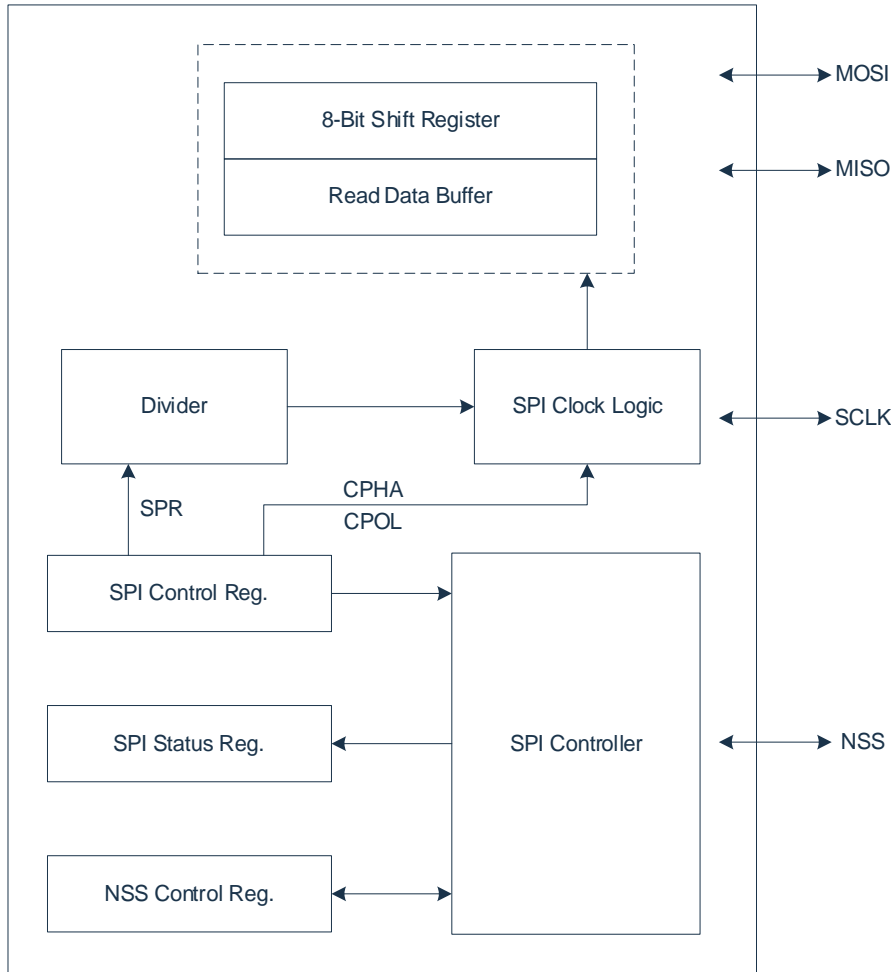 MOSI
8-Bit Shift Register
MISO
Read Data Buffer
Divider
SPI Clock Logic
SCLK
CPHA
SPR
CPOL
SPI Control Reg.
SPI Status Reg.
SPI Controller
NSS
NSS Control Reg.